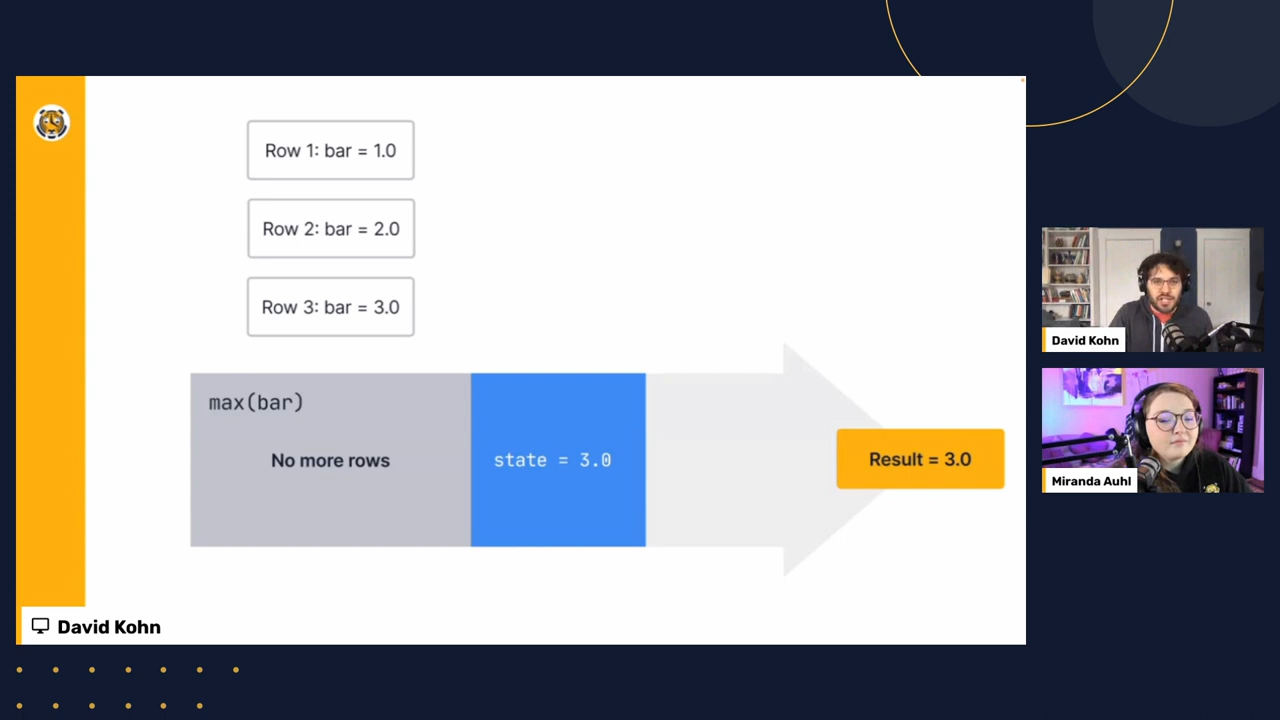 Row 1: bar = 1.0
Row 2: bar = 2.0
Row 3: bar = 3.0
max(bar)
No more rows
state = 3.0
Result = 3.0
David Kohn
Miranda Auhl
David Kohn